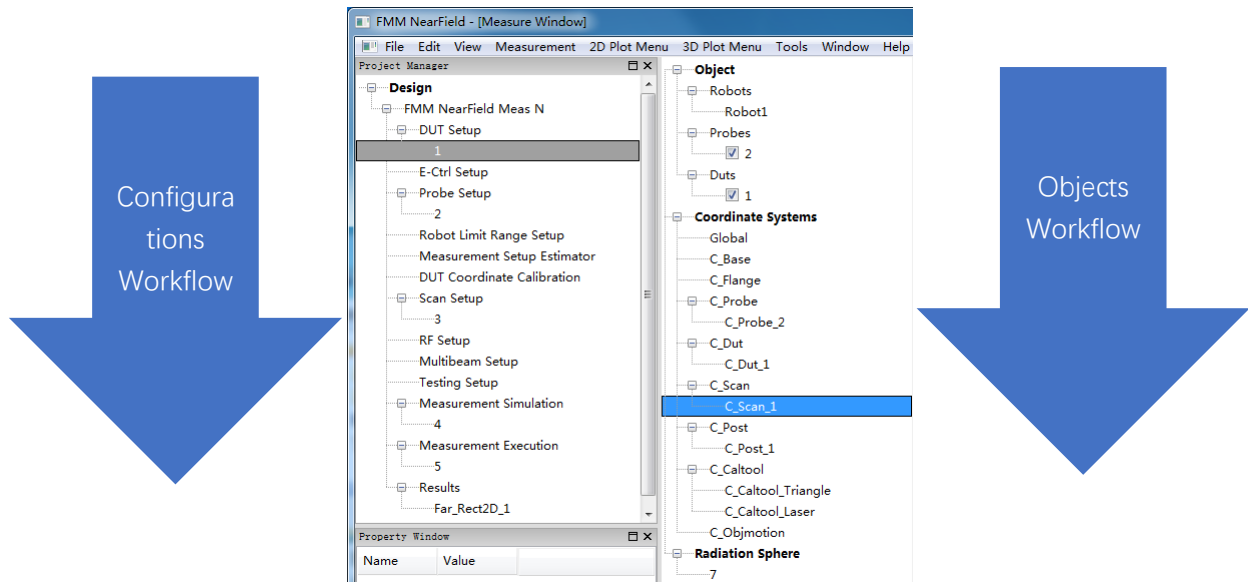 Configura
tions
Workflow
FMM NearField - [Measure Window]
File Edit View Measurement 2D Plot Menu 3D Plot Menu Tools Window Help
Project Manager
Design
FMM NearField Meas N
DUT Setup
1
E-Ctrl Setup
Probe Setup
2
Robot Limit Range Setup
Measurement Setup Estimator
DUT Coordinate Calibration
Scan Setup
3
RF Setup
Multibeam Setup
Testing Setup
Measurement Simulation
4
Measurement Execution
5
Results
Far_Rect2D_1
Property Window
Name Value
Object
Robots
Robot1
Probes
2
Duts
1
Coordinate Systems
Global
C_Base
C_Flange
C_Probe
C_Probe_2
C_Dut
C_Dut_1
C_Scan
C_Scan_1
C_Post
C_Post_1
C_Caltool
C_Caltool_Triangle
C_Caltool_Laser
C_Objmotion
Radiation Sphere
7
Objects
Workflow